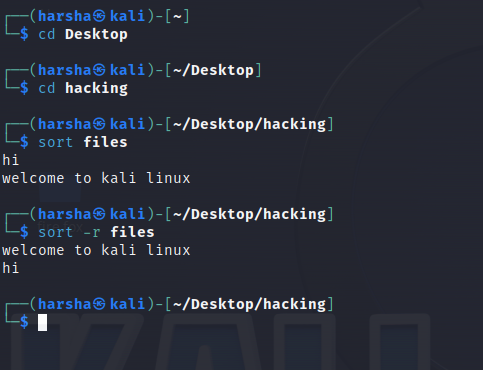 ┌──(harsha㉿kali)-[~]
└─$ cd Desktop
┌──(harsha㉿kali)-[~/Desktop]
└─$ cd hacking
┌──(harsha㉿kali)-[~/Desktop/hacking]
└─$ sort files
hi
welcome to kali linux
┌──(harsha㉿kali)-[~/Desktop/hacking]
└─$ sort -r files
welcome to kali linux
hi
┌──(harsha㉿kali)-[~/Desktop/hacking]
└─$
KALI